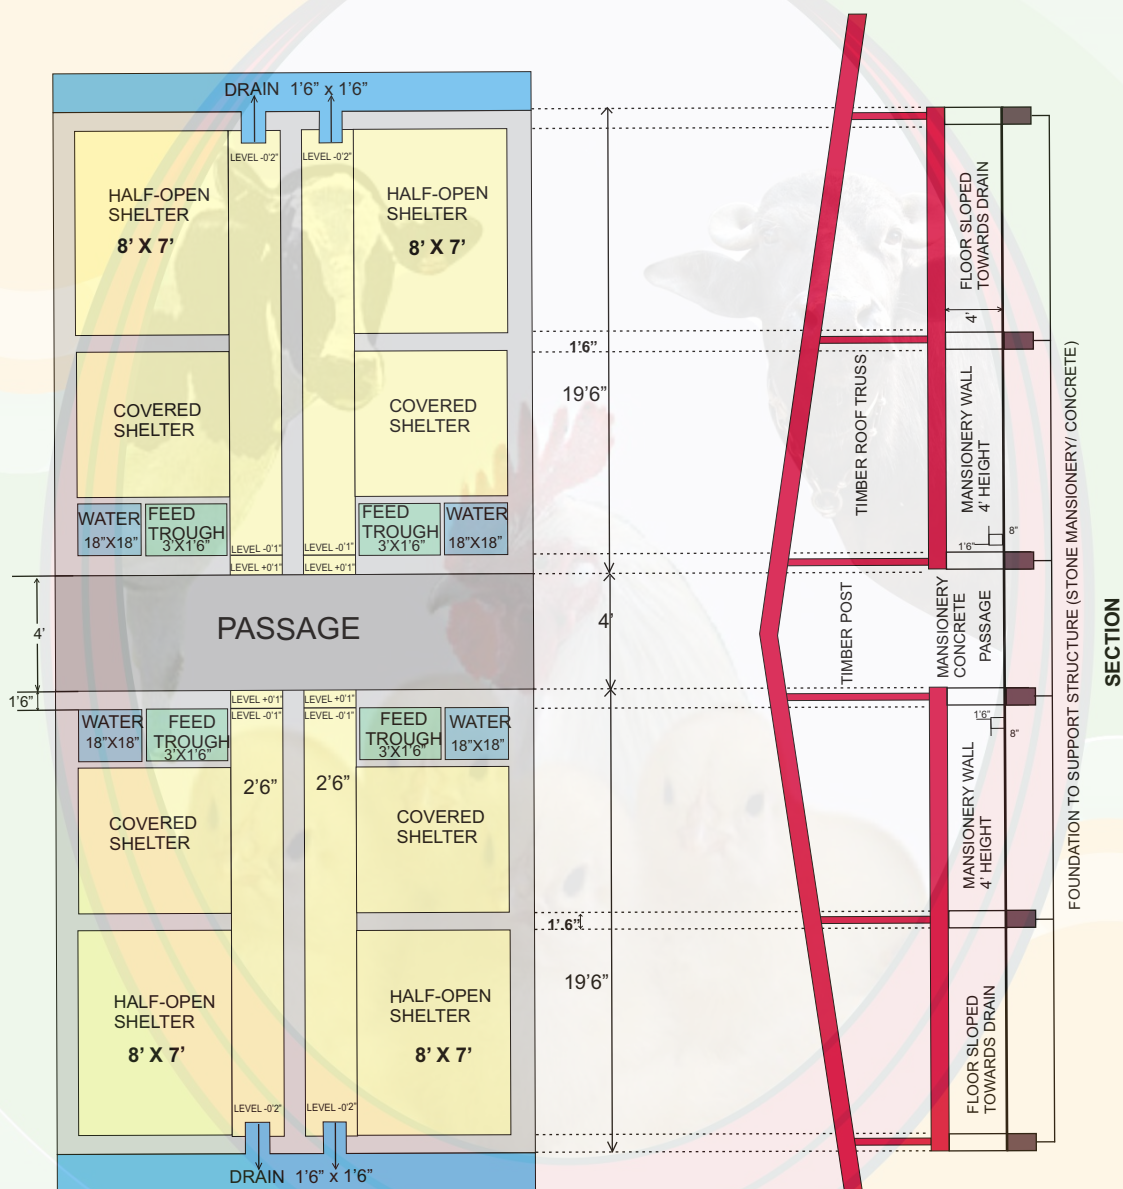 DRAIN 1'6" x 1'6"
LEVEL -0'2"
LEVEL -0'2"
HALF-OPEN
SHELTER
8' X 7'
HALF-OPEN
SHELTER
8' X 7'
COVERED
SHELTER
COVERED
SHELTER
WATER
18"X18"
FEED
TROUGH
3'X1'6"
LEVEL -0'1"
LEVEL +0'1"
LEVEL -0'1"
LEVEL +0'1"
FEED
TROUGH
3'X1'6"
WATER
18"X18"
4'
PASSAGE
1'6"
WATER
18"X18"
FEED
TROUGH
3'X1'6"
LEVEL +0'1"
LEVEL -0'1"
LEVEL +0'1"
LEVEL -0'1"
FEED
TROUGH
3'X1'6"
WATER
18"X18"
2'6"
2'6"
COVERED
SHELTER
COVERED
SHELTER
HALF-OPEN
SHELTER
8' X 7'
HALF-OPEN
SHELTER
8' X 7'
LEVEL -0'2"
LEVEL -0'2"
DRAIN 1'6" x 1'6"
1'6"
19'6"
4'
1'6"
19'6"
TIMBER ROOF TRUSS
TIMBER POST
FLOOR SLOPED
TOWARDS DRAIN
4'
MANSIONERY WALL
4' HEIGHT
8"
1'6"
MANSIONERY
CONCRETE
PASSAGE
1'6"
8"
MANSIONERY WALL
4' HEIGHT
FLOOR SLOPED
TOWARDS DRAIN
FOUNDATION TO SUPPORT STRUCTURE (STONE MANSIONERY/ CONCRETE)
SECTION